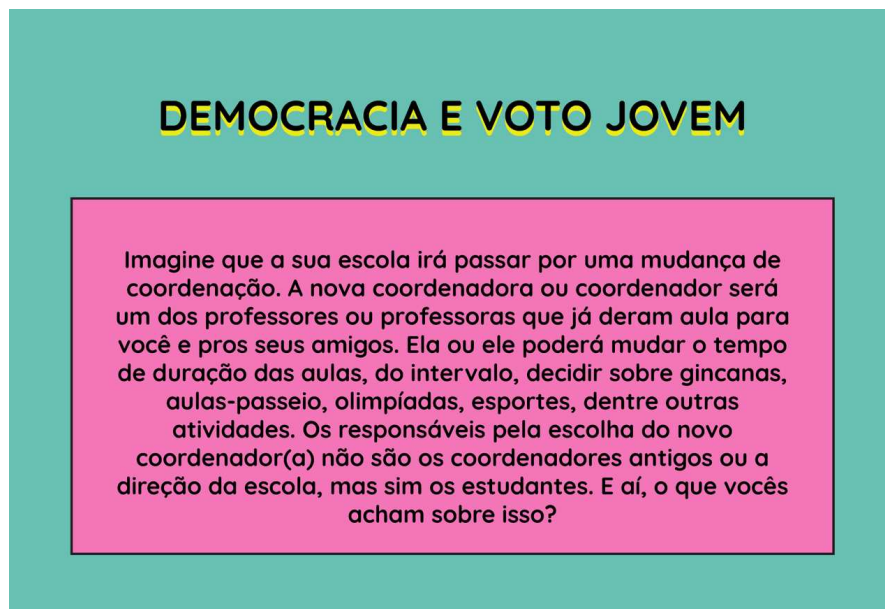 DEMOCRACIA E VOTO JOVEM
Imagine que a sua escola irá passar por uma mudança de
coordenação. A nova coordenadora ou coordenador será
um dos professores ou professoras que já deram aula para
você e pros seus amigos. Ela ou ele poderá mudar o tempo
de duração das aulas, do intervalo, decidir sobre gincanas,
aulas-passeio, olimpíadas, esportes, dentre outras
atividades. Os responsáveis pela escolha do novo
coordenador(a) não são os coordenadores antigos ou a
direção da escola, mas sim os estudantes. E aí, o que vocês
acham sobre isso?